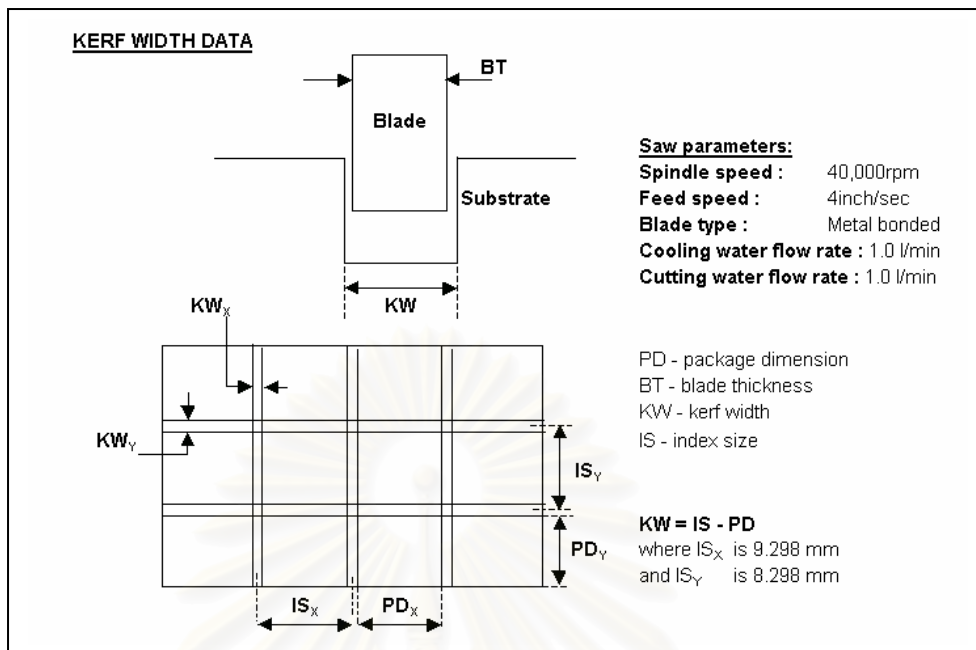 KERF WIDTH DATA
BT
Blade
Substrate
KW
Saw parameters:
Spindle speed : 40,000rpm
Feed speed : 4inch/sec
Blade type : Metal bonded
Cooling water flow rate : 1.0 l/min
Cutting water flow rate : 1.0 l/min
KWX
KWY
ISY
PDY
ISX PDX
PD - package dimension
BT - blade thickness
KW - kerf width
IS - index size
KW = IS - PD
where ISX is 9.298 mm
and ISY is 8.298 mm